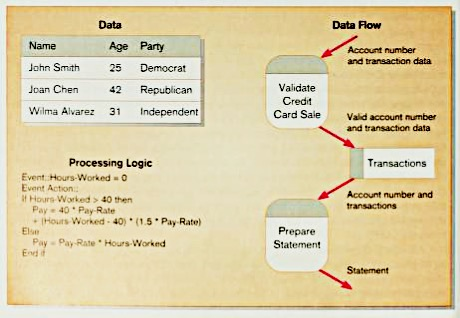 Data
Name Age Party
John Smith 25 Democrat
Joan Chen 42 Republican
Wilma Alvarez 31 Independent
Processing Logic
Event::Hours-Worked = 0
Event Action::
If Hours-Worked > 40 then
Pay = 40 * Pay-Rate
+ (Hours-Worked - 40) * (1.5 * Pay-Rate)
Else
Pay = Pay-Rate * Hours-Worked
End if
Data Flow
Account number
and transaction data
Validate
Credit
Card Sale
Valid account number
and transaction data
Transactions
Account number and
transactions
Prepare
Statement
Statement